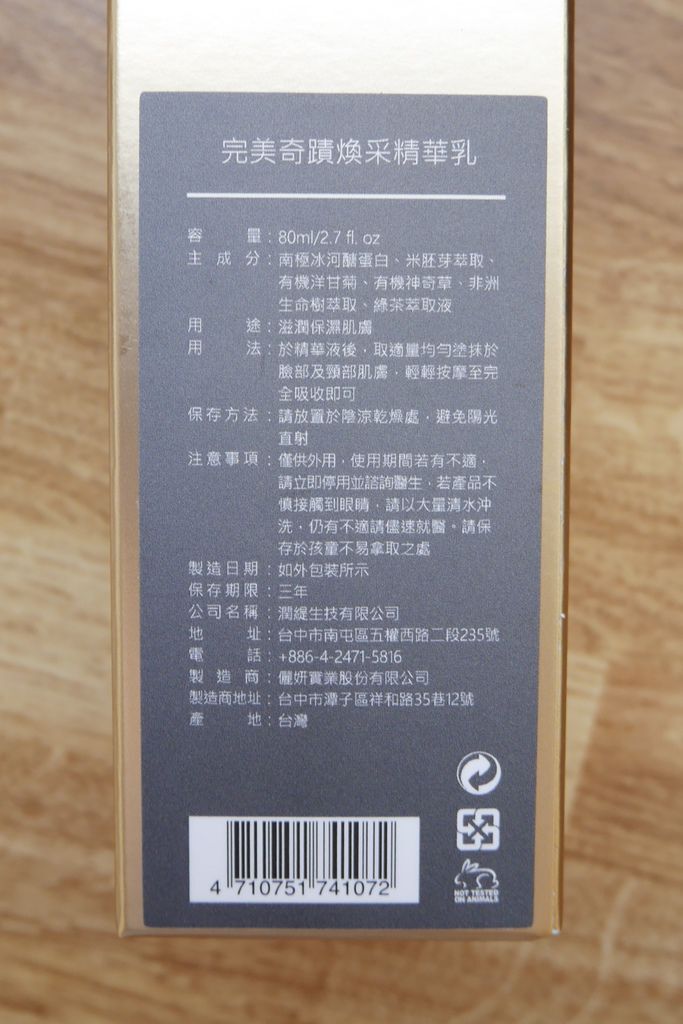 完美奇蹟煥采精華乳
容量：80ml/2.7 fl. oz
主成分：南極冰河醣蛋白、米胚芽萃取、
有機洋甘菊、有機神奇草、非洲
生命樹萃取、綠茶萃取液
用途：滋潤保濕肌膚
用法：於精華液後，取適量均勻塗抹於
臉部及頸部肌膚，輕輕按摩至完
全吸收即可
保存方法：請放置於陰涼乾燥處，避免陽光
直射
注意事項：僅供外用，使用期間若有不適，
請立即停用並諮詢醫生，若產品不
慎接觸到眼睛，請以大量清水沖
洗，仍有不適請儘速就醫。請保
存於孩童不易拿取之處
製造日期：如外包裝所示
保存期限：三年
公司名稱：潤緹生技有限公司
地址：台中市南屯區五權西路二段235號
電話：+886-4-2471-5816
製造商：儷妍實業股份有限公司
製造商地址：台中市潭子區祥和路35巷12號
產地：台灣
4 710751 741072
NOT TESTED
ON ANIMALS